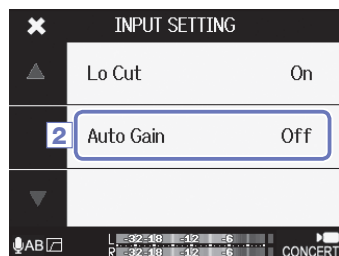 INPUT SETTING
Lo Cut On
2 Auto Gain Off
L -32 -18 -12 -6
AB R -32 -18 -12 -6 CONCERT